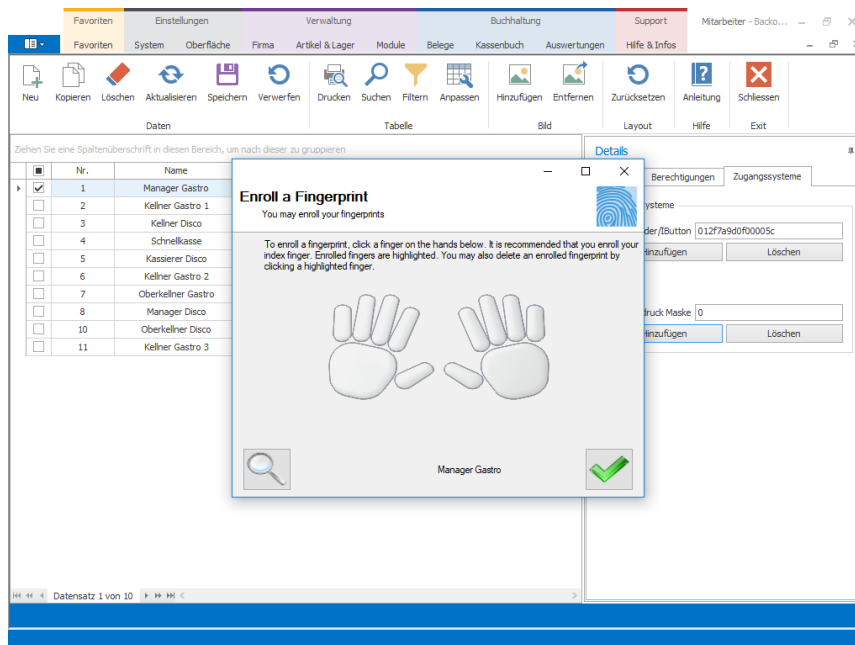 Favoriten Einstellungen Verwaltung Buchhaltung Support Mitarbeiter - Backo...
Favoriten System Oberfläche Firma Artikel & Lager Module Belege Kassenbuch Auswertungen Hilfe & Infos
Neu Kopieren Löschen Aktualisieren Speichern Verwerfen Drucken Suchen Filtern Anpassen Hinzufügen Entfernen Zurücksetzen Anleitung Schliessen
Daten Tabelle Bild Layout Hilfe Exit
Ziehen Sie eine Spaltenüberschrift in diesen Bereich, um nach dieser zu gruppieren
Nr. Name
1 Manager Gastro
2 Kellner Gastro 1
3 Kellner Disco
4 Schnellkasse
5 Kassierer Disco
6 Kellner Gastro 2
7 Oberkellner Gastro
8 Manager Disco
10 Oberkellner Disco
11 Kellner Gastro 3
Datensatz 1 von 10
Enroll a Fingerprint
You may enroll your fingerprints
To enroll a fingerprint, click a finger on the hands below. It is recommended that you enroll your
index finger. Enrolled fingers are highlighted. You may also delete an enrolled fingerprint by
clicking a highlighted finger.
Manager Gastro
Details
Berechtigungen Zugangssysteme
ysteme
der/IButton 012f7a9d0f00005c
Hinzufügen Löschen
druck Maske 0
Hinzufügen Löschen